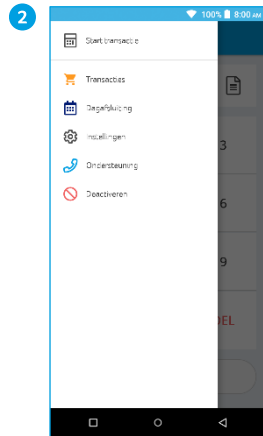 2
100% 8:00 AM
Start transactie
Transacties
Dagafsluiting
Instellingen
Ondersteuning
Deactiveren
3
6
9
DEL